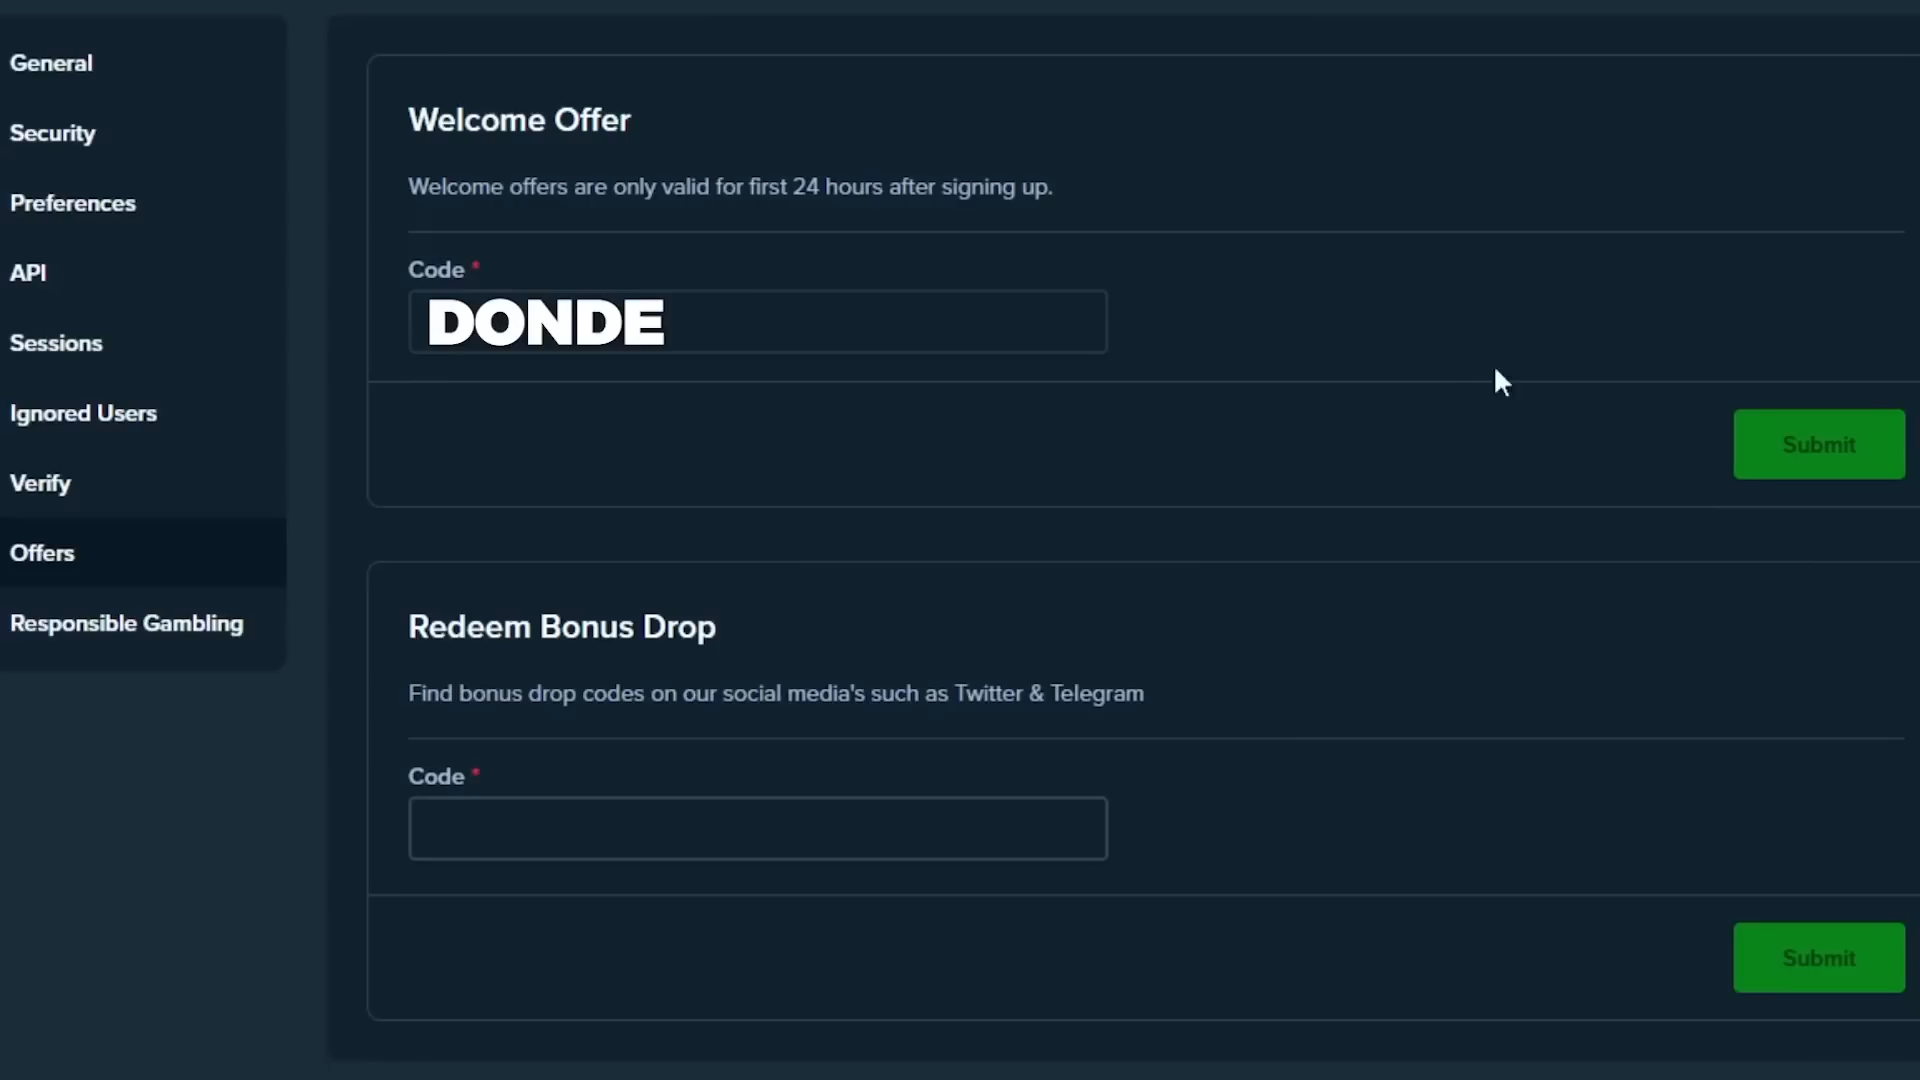 General
Security
Preferences
API
Sessions
Ignored Users
Verify
Offers
Responsible Gambling
Welcome Offer
Welcome offers are only valid for first 24 hours after signing up.
Code *
DONDE
Submit
Redeem Bonus Drop
Find bonus drop codes on our social media's such as Twitter & Telegram
Code *
Submit